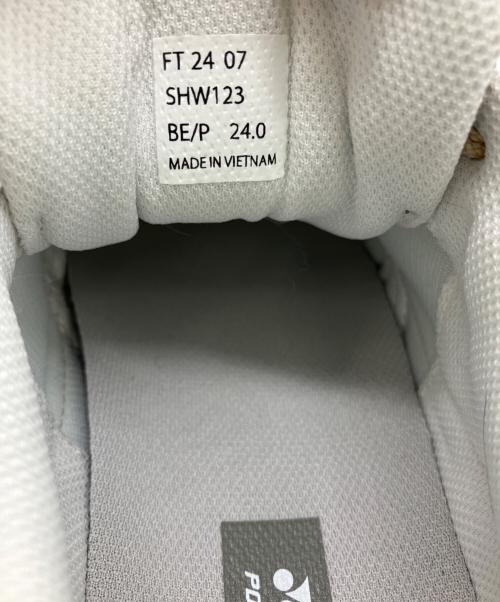 FT 24 07
SHW123
BE/P 24.0
MADE IN VIETNAM